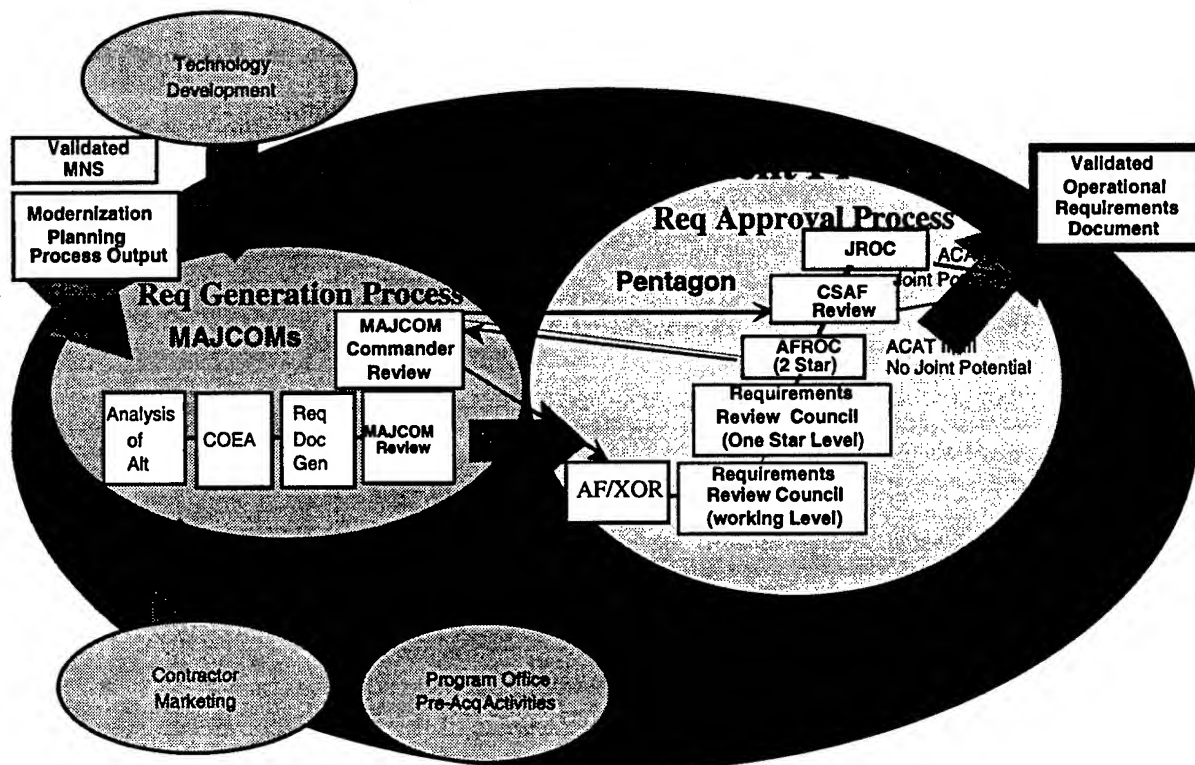 Technology
Development
Validated
MNS
Modernization
Planning
Process Output
Validated
Operational
Requirements
Document
Req Approval Process
JROC
Pentagon
CSAF
Review
AFROC
(2 Star)
No Joint Potential
Requirements
Review Council
(One Star Level)
AF/XOR
Requirements
Review Council
(working Level)
Req Generation Process
MAJCOMs
MAJCOM
Commander
Review
Analysis
of
Alt
COEA
Req
Doc
Gen
MAJCOM
Review
Contractor
Marketing
Program Office
Pre-Acq Activities